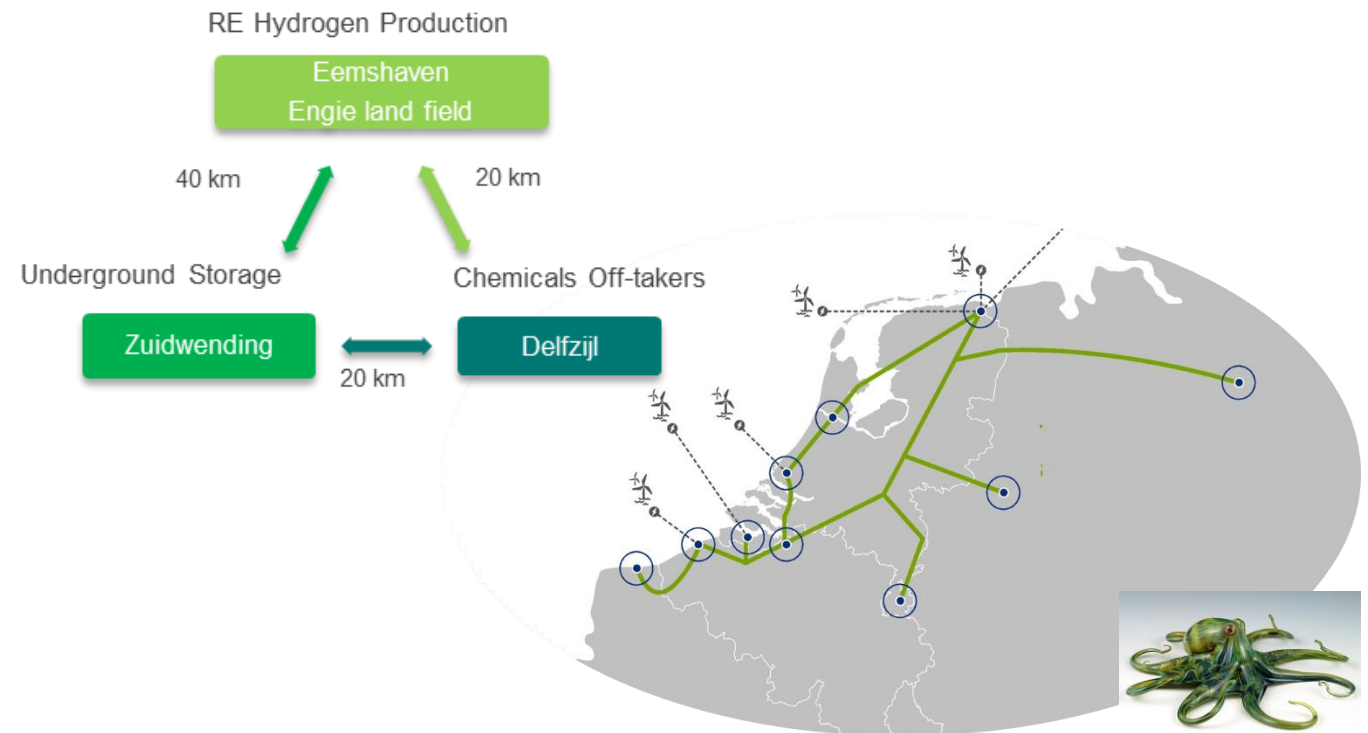 RE Hydrogen Production
Eemshaven
Engie land field
40 km
20 km
Underground Storage
Chemicals Off-takers
Zuidwending
Delfzijl
20 km